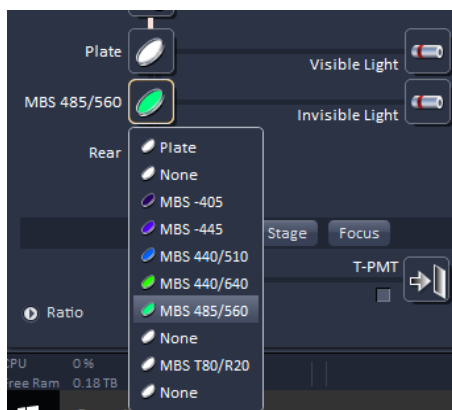 Plate
Visible Light
MBS 485/560
Invisible Light
Rear
Plate
None
MBS -405
MBS -445
MBS 440/510
MBS 440/640
MBS 485/560
None
MBS T80/R20
None
Stage
Focus
T-PMT
Ratio
CPU 0 %
Free Ram 0.18 TB